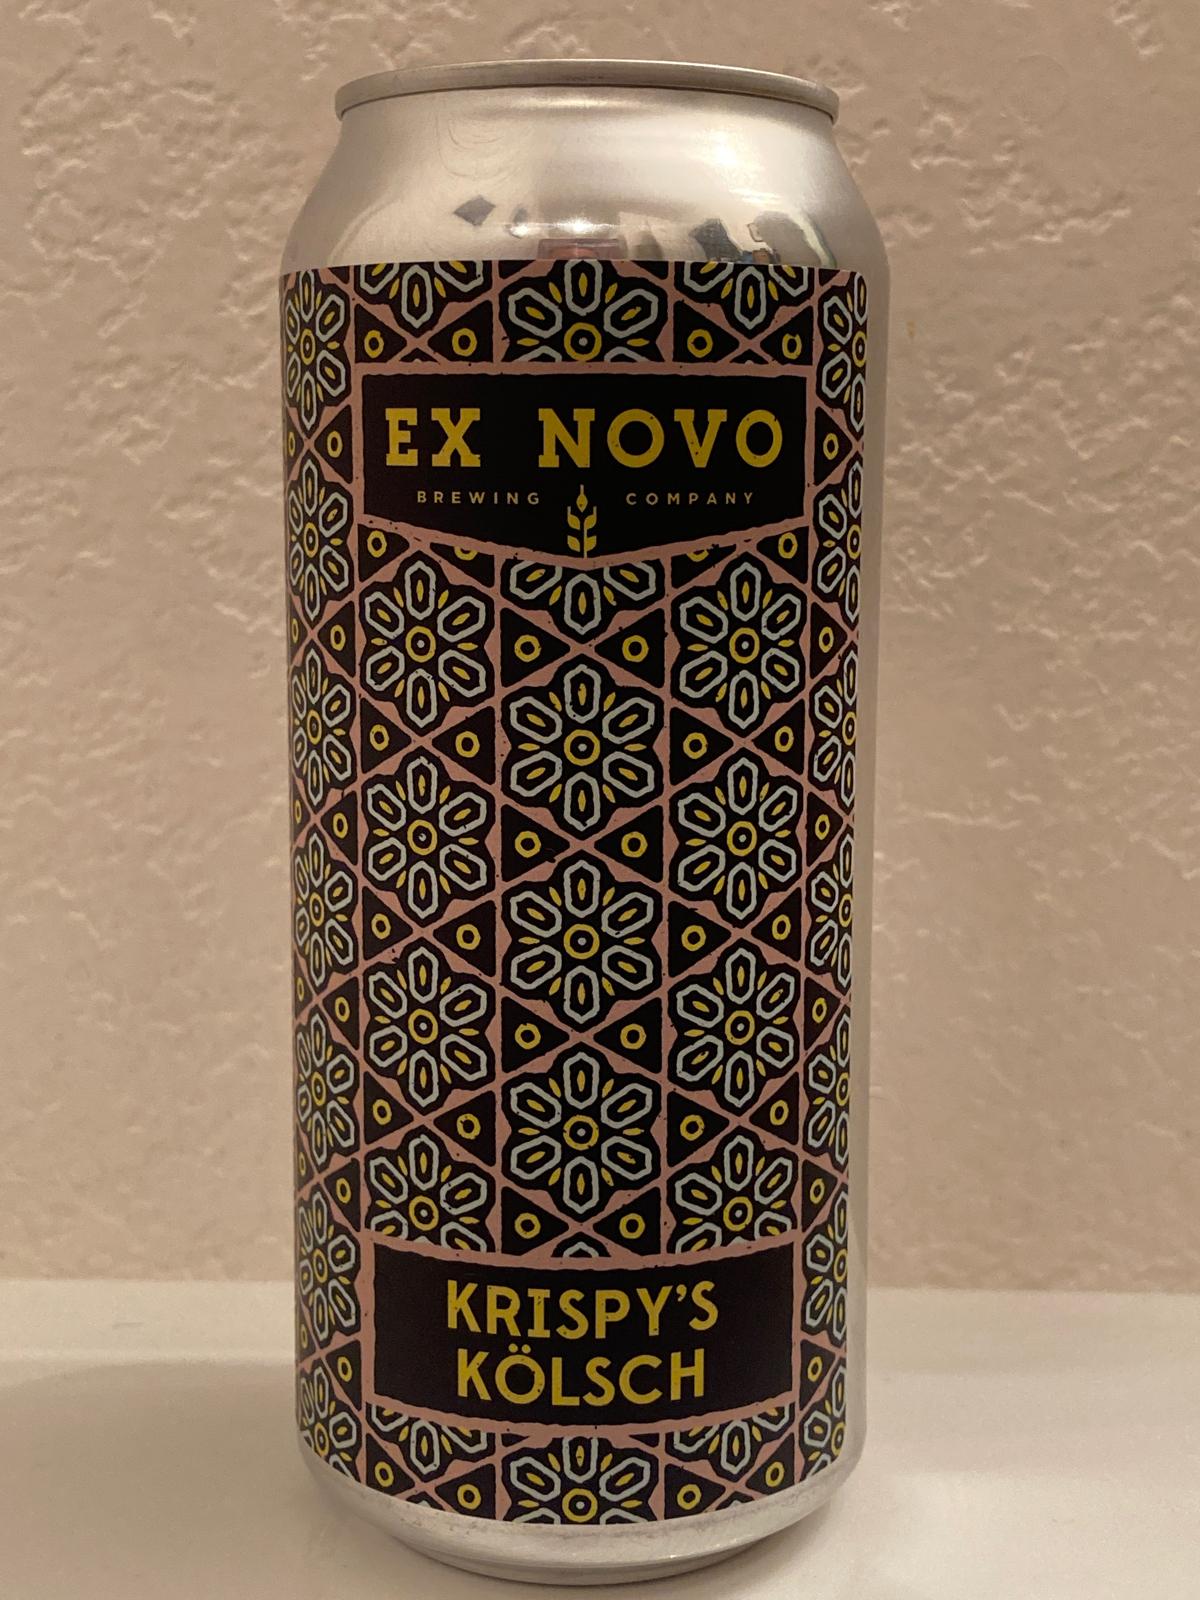 EX NOVO
BREWING COMPANY
KRISPY'S
KÖLSCH